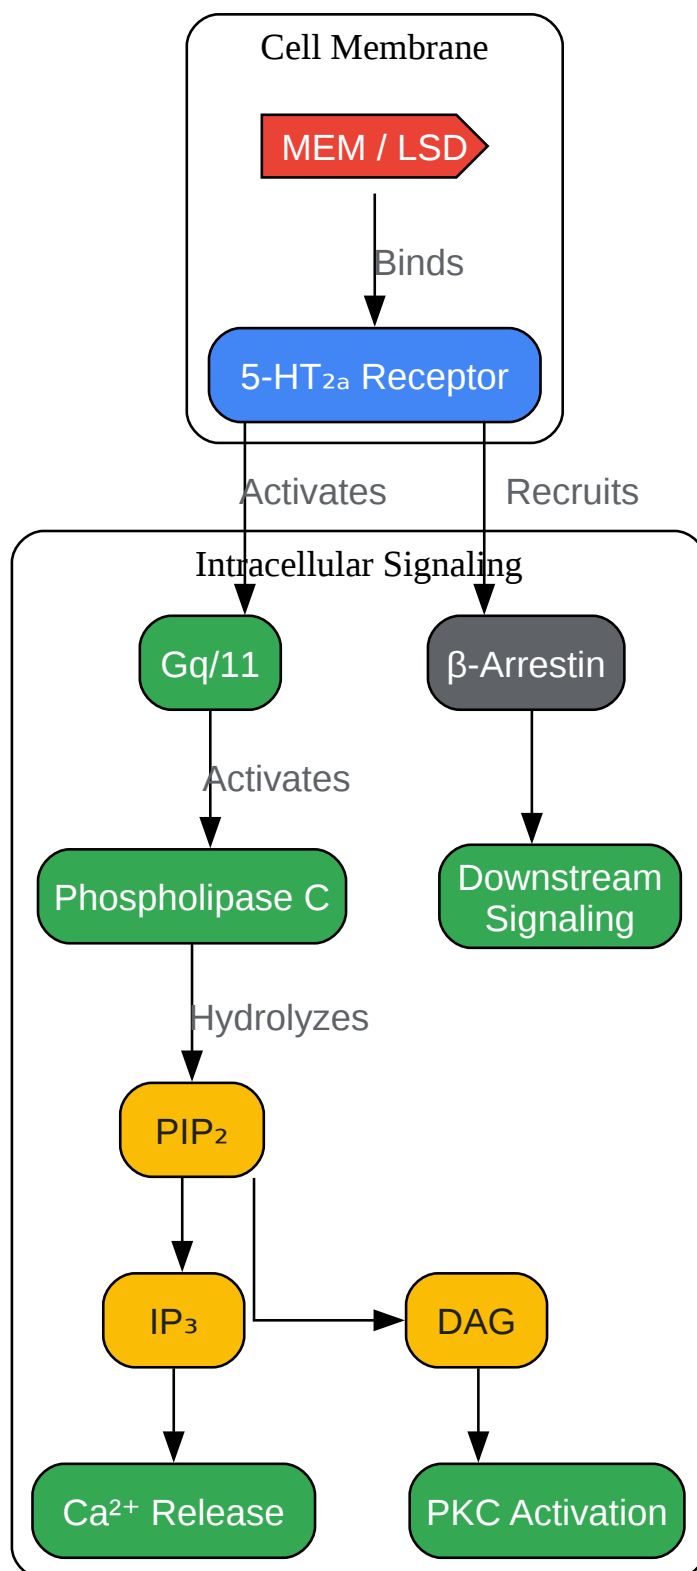 Cell Membrane
MEM / LSD
Binds
5-HT₂ₐ Receptor
Activates
Recruits
Intracellular Signaling
Gq/11
β-Arrestin
Activates
Phospholipase C
Downstream
Signaling
Hydrolyzes
PIP₂
IP₃
DAG
Ca²⁺ Release
PKC Activation